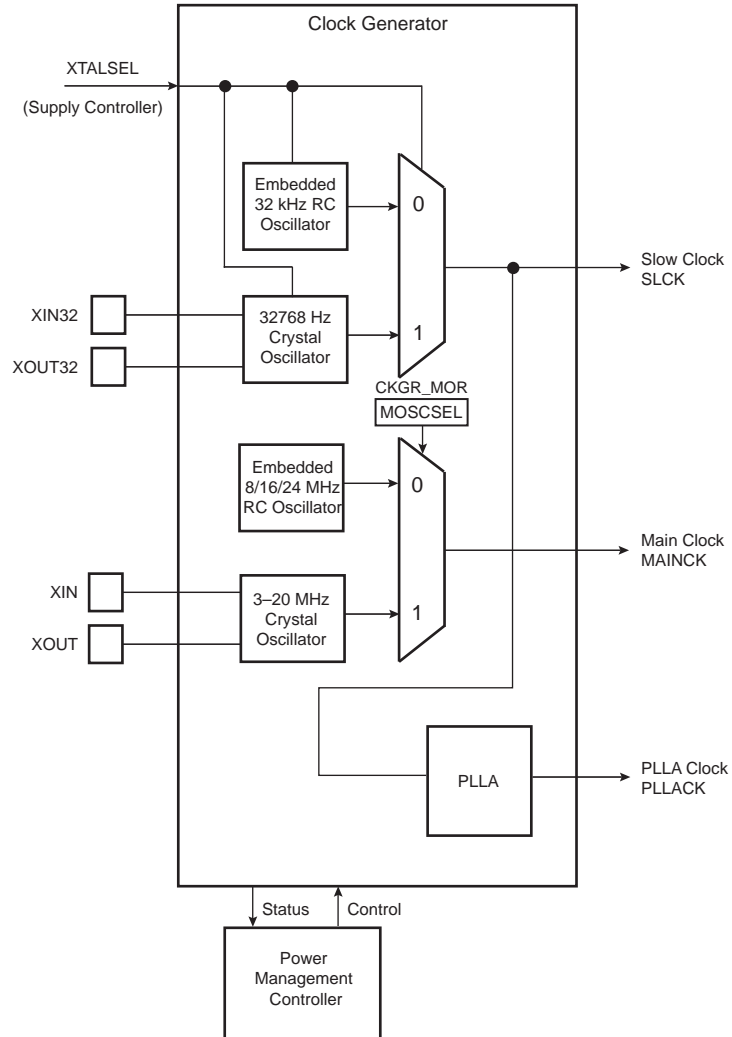 Clock Generator
XTALSEL
(Supply Controller)
Embedded
32 kHz RC
Oscillator
0
Slow Clock
SLCK
XIN32
XOUT32
32768 Hz
Crystal
Oscillator
1
CKGR_MOR
MOSCSEL
Embedded
8/16/24 MHz
RC Oscillator
0
Main Clock
MAINCK
XIN
XOUT
3–20 MHz
Crystal
Oscillator
1
PLLA
PLLA Clock
PLLACK
Status
Control
Power
Management
Controller